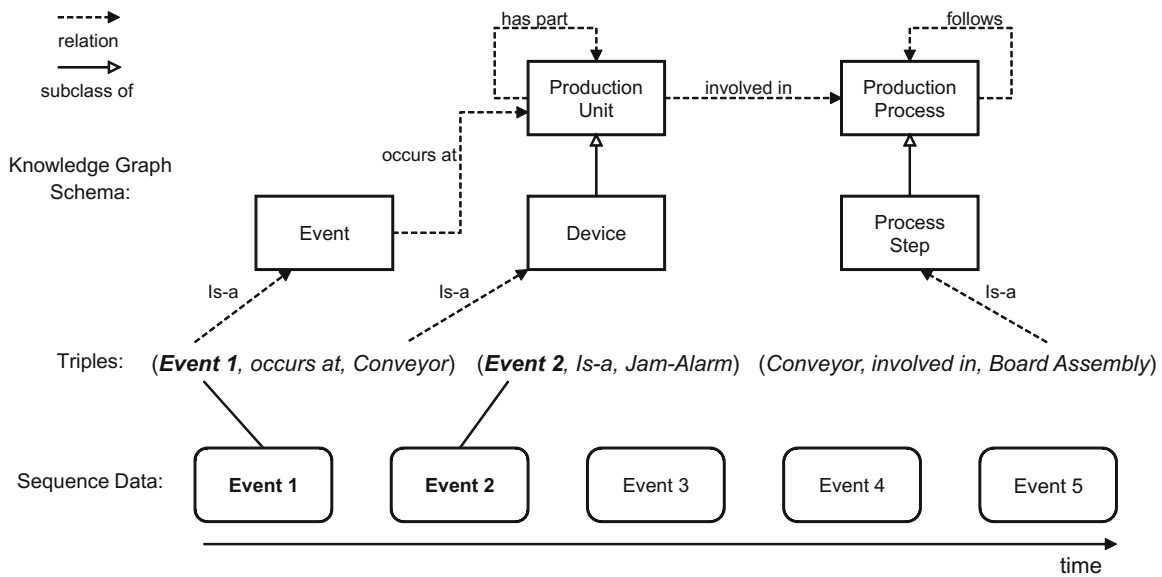 relation
subclass of
has part
follows
Production
Unit
involved in
Production
Process
occurs at
Knowledge Graph
Schema:
Event
Device
Process
Step
Is-a
Is-a
Is-a
Triples:
(Event 1, occurs at, Conveyor)
(Event 2, Is-a, Jam-Alarm)
(Conveyor, involved in, Board Assembly)
Sequence Data:
Event 1
Event 2
Event 3
Event 4
Event 5
time